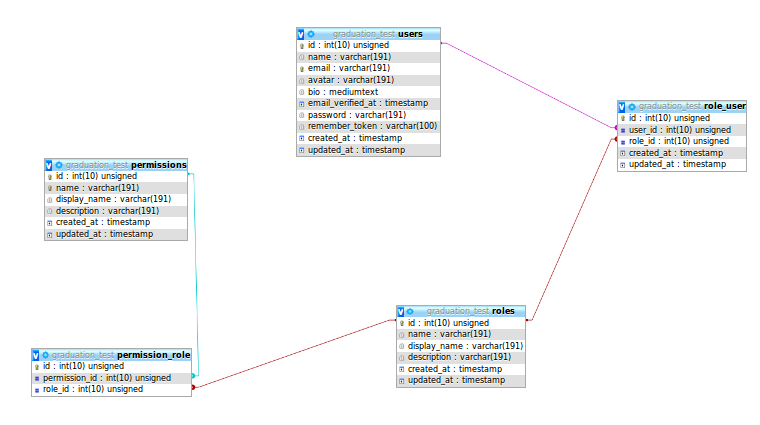 graduation_test users
id : int(10) unsigned
name : varchar(191)
email : varchar(191)
avatar : varchar(191)
bio : mediumtext
email_verified_at : timestamp
password : varchar(191)
remember_token : varchar(100)
created_at : timestamp
updated_at : timestamp
graduation_test role_user
id : int(10) unsigned
user_id : int(10) unsigned
role_id : int(10) unsigned
created_at : timestamp
updated_at : timestamp
graduation_test permissions
id : int(10) unsigned
name : varchar(191)
display_name : varchar(191)
description : varchar(191)
created_at : timestamp
updated_at : timestamp
graduation_test roles
id : int(10) unsigned
name : varchar(191)
display_name : varchar(191)
description : varchar(191)
created_at : timestamp
updated_at : timestamp
graduation_test permission_role
id : int(10) unsigned
permission_id : int(10) unsigned
role_id : int(10) unsigned